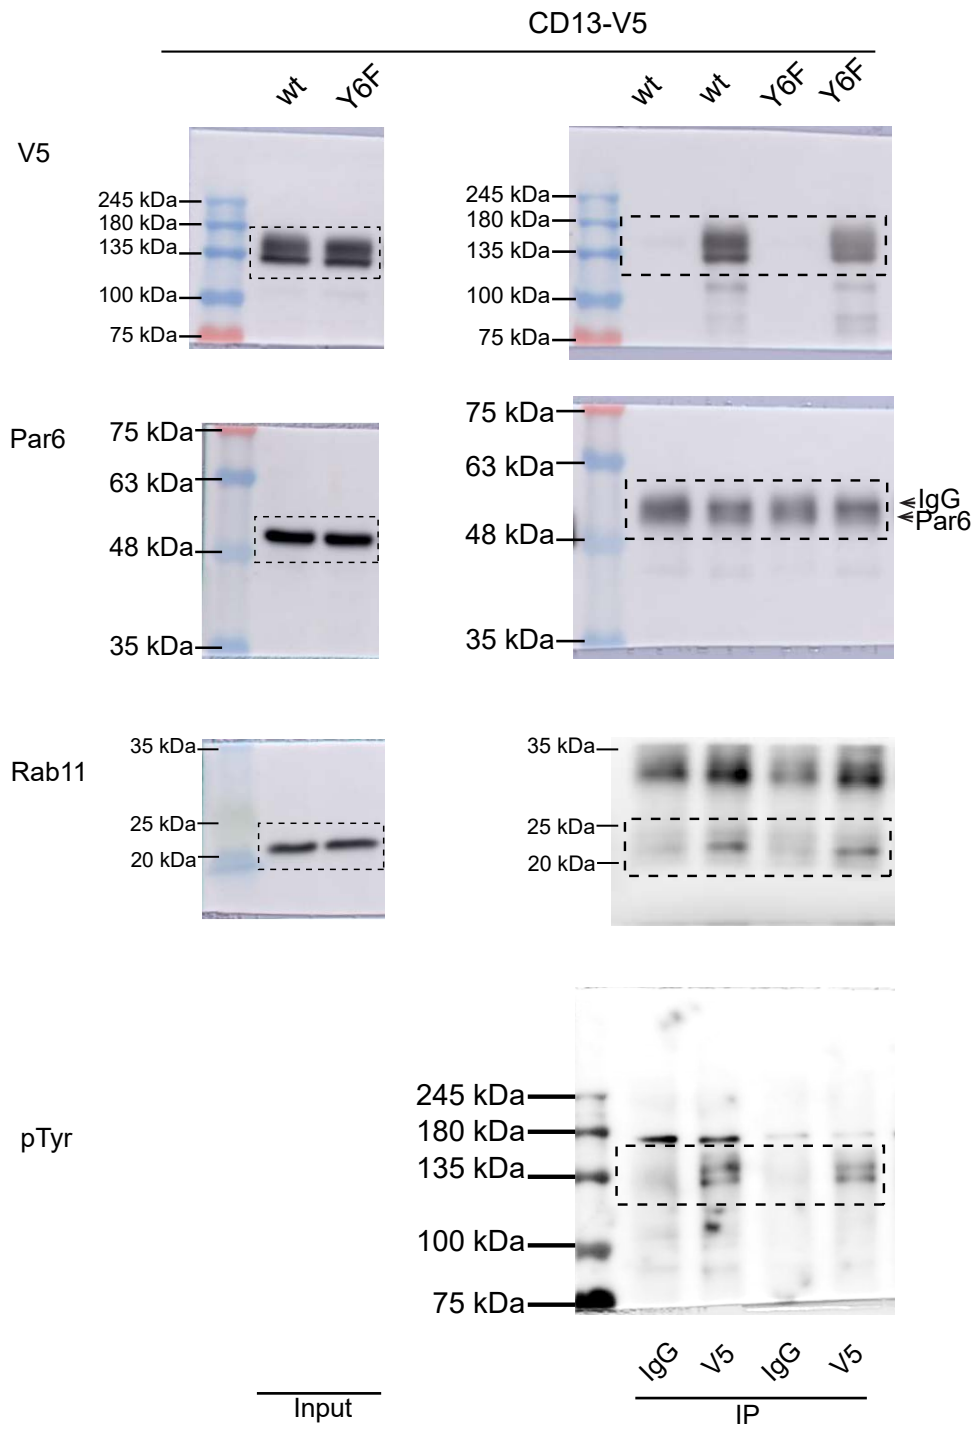 CD13-V5
wt Y6F wt wt Y6F Y6F
V5
245 kDa
180 kDa
135 kDa
100 kDa
75 kDa
245 kDa
180 kDa
135 kDa
100 kDa
75 kDa
Par6
75 kDa
63 kDa
48 kDa
35 kDa
75 kDa
63 kDa
48 kDa
35 kDa
IgG
Par6
Rab11
35 kDa
25 kDa
20 kDa
35 kDa
25 kDa
20 kDa
pTyr
245 kDa
180 kDa
135 kDa
100 kDa
75 kDa
IgG V5 IgG V5
Input
IP